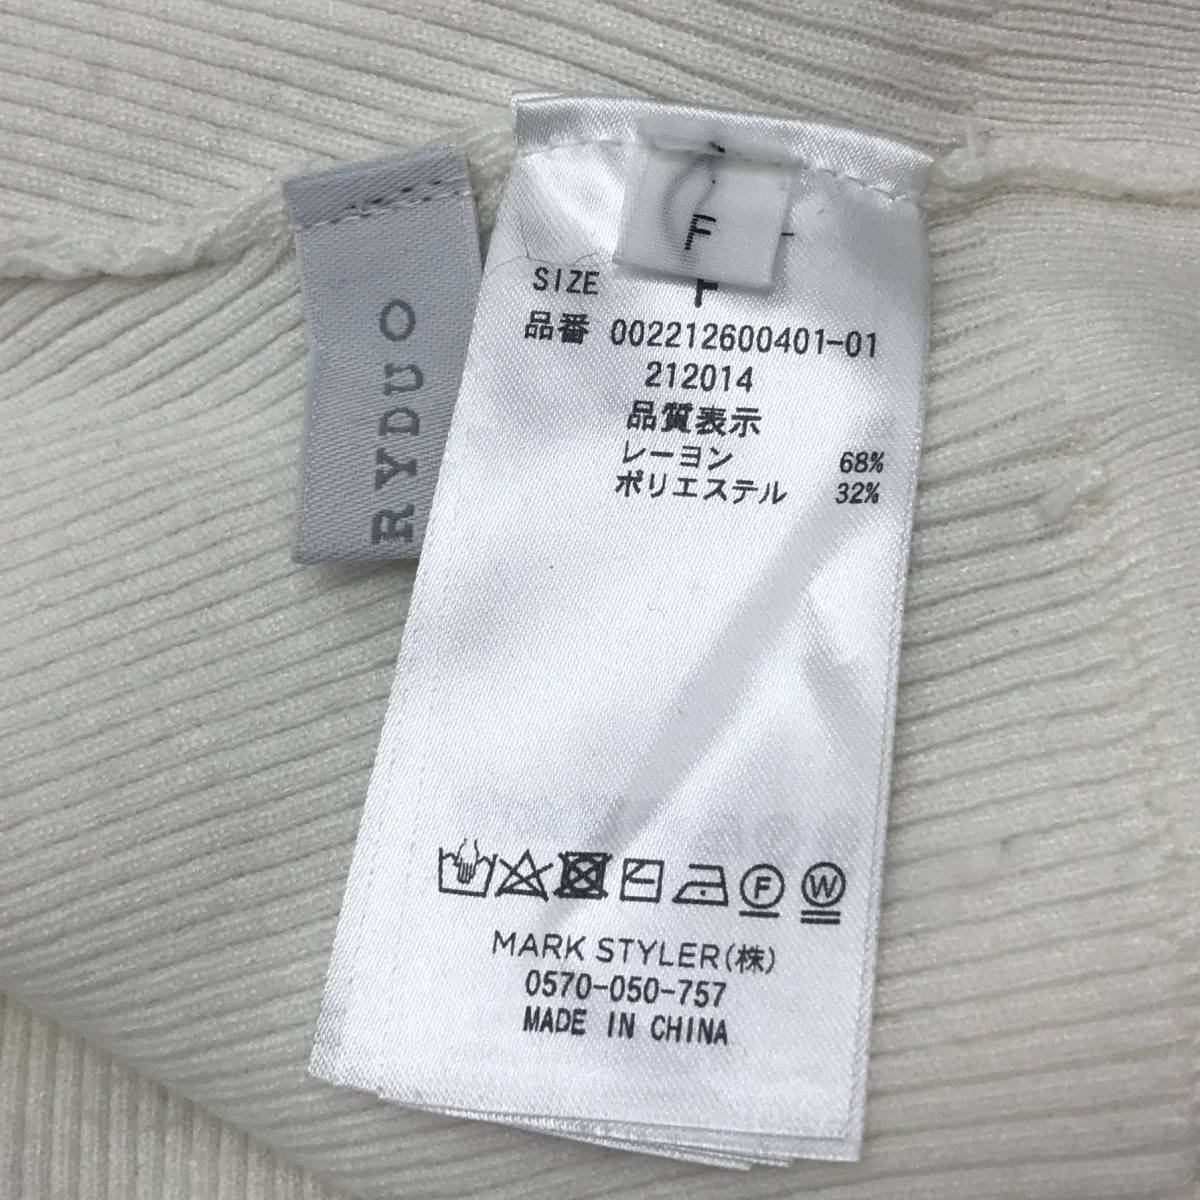 RYDUO
F
SIZE F
品番 002212600401-01
212014
品質表示
レーヨン 68%
ポリエステル 32%
F W
MARK STYLER(株)
0570-050-757
MADE IN CHINA